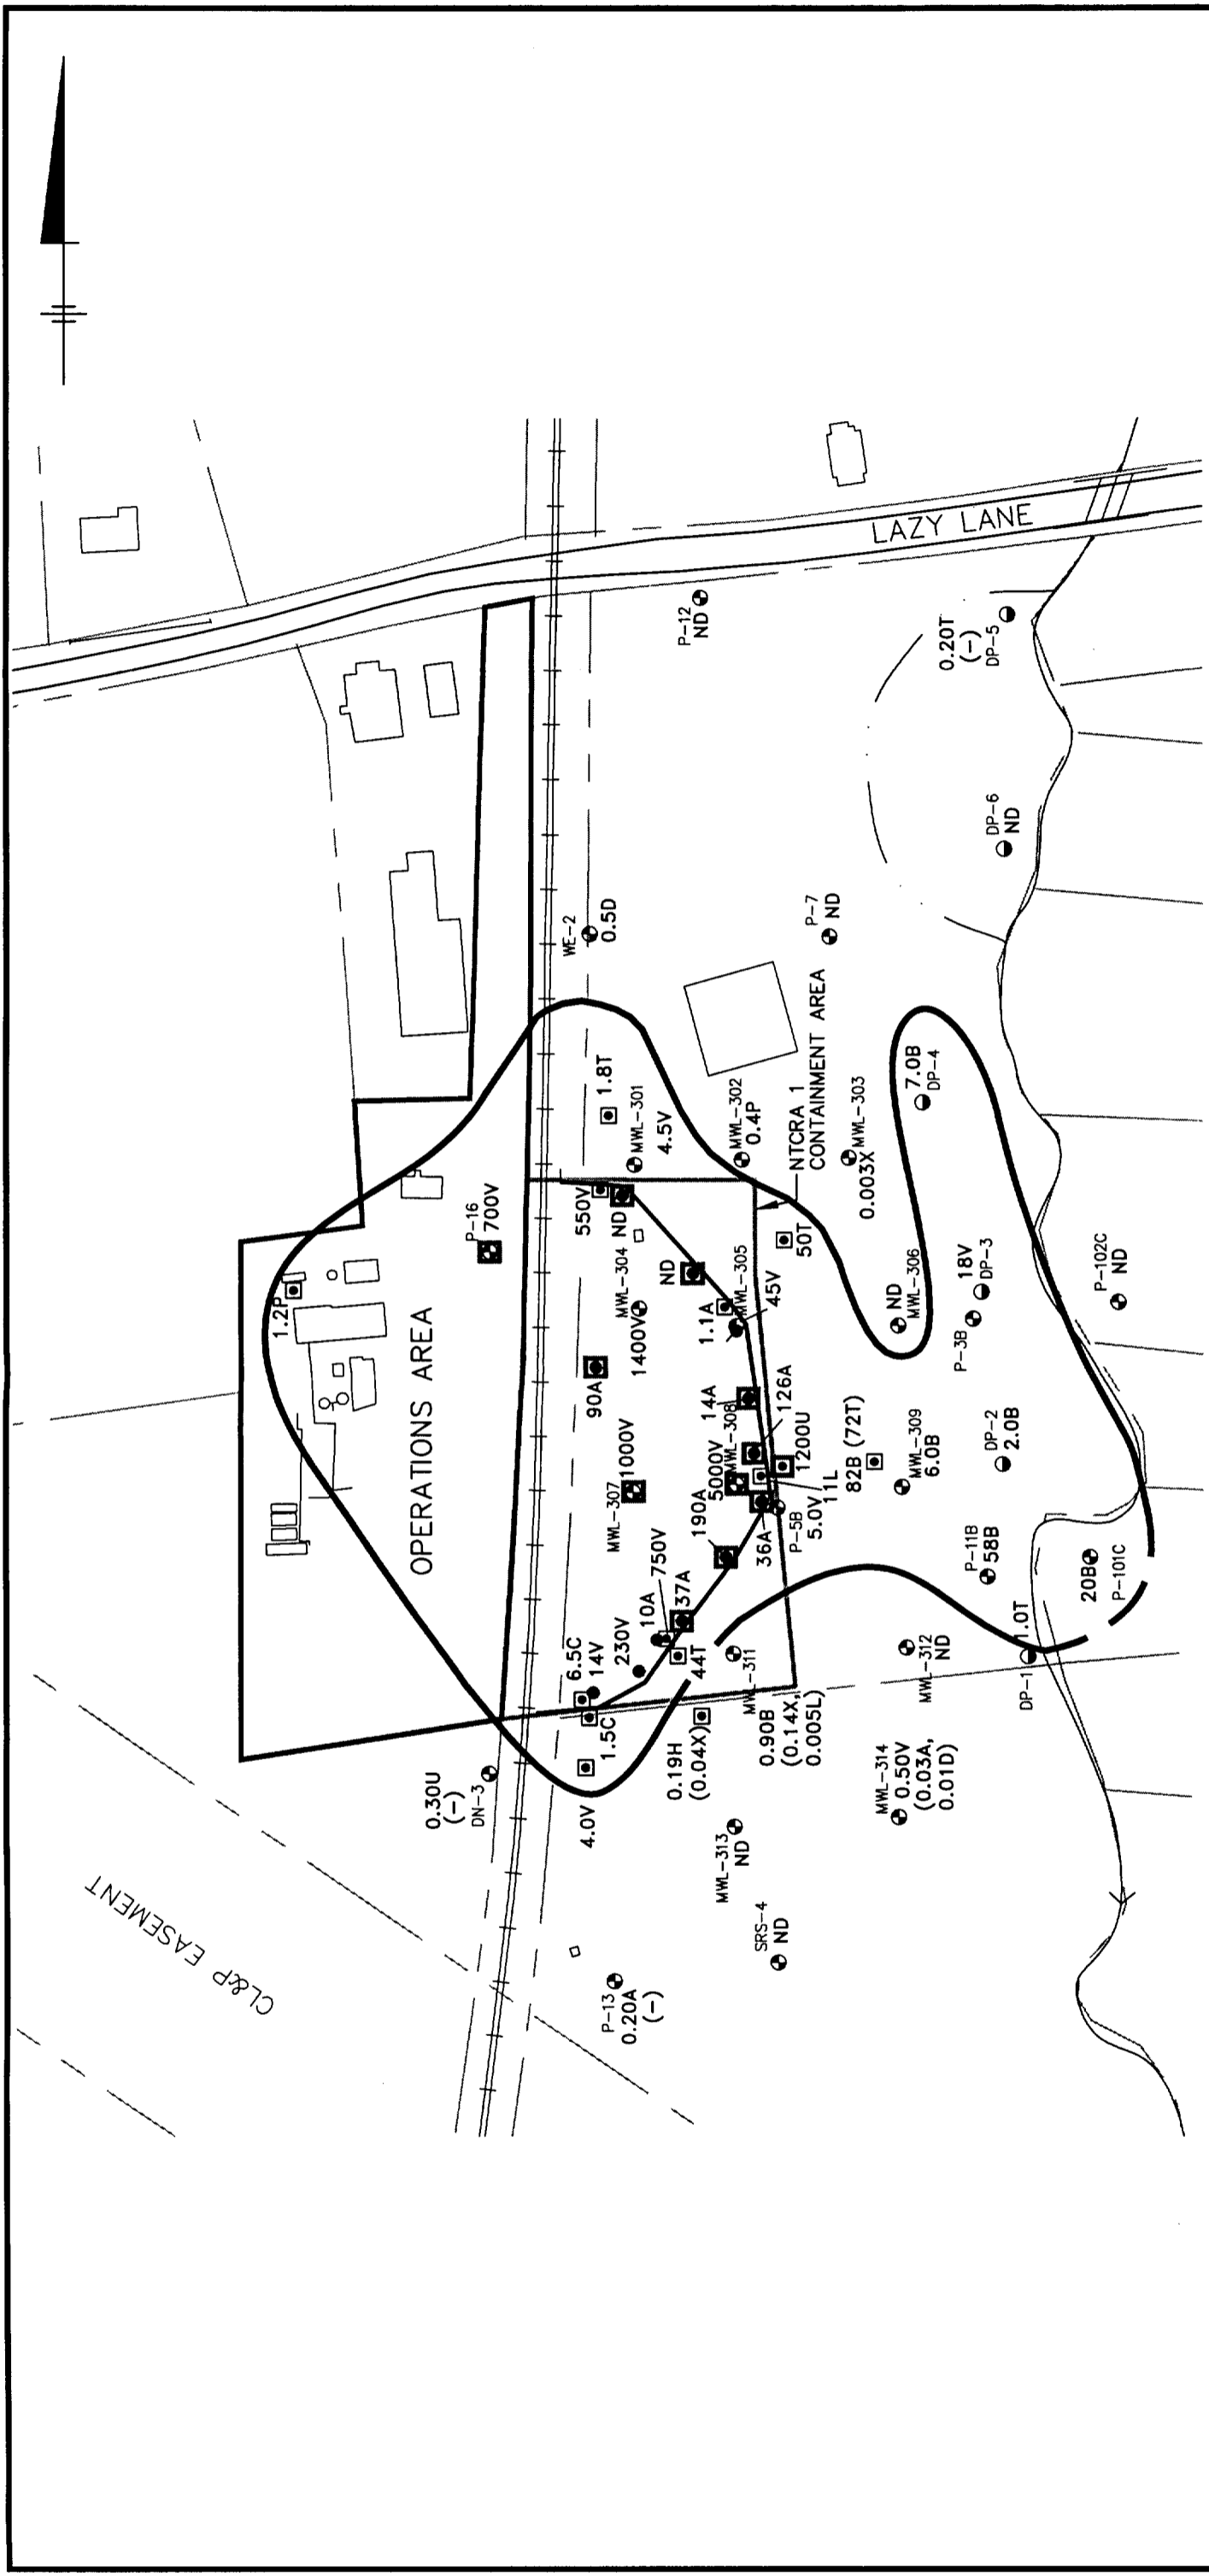 LAZY LANE
P-12
ND
0.20T
(-)
DP-5
DP-6
ND
P-7
ND
WE-2
0.5D
1.8T
MWL-301
4.5V
MWL-302
0.4P
NTCRA 1
CONTAINMENT AREA
MWL-303
0.003X
7.0B
DP-4
550V
ND
P-16
700V
1.2P
MWL-304
1400V
ND
50T
1.1A
MWL-305
45V
ND
MWL-306
18V
DP-3
P-3B
P-102C
ND
OPERATIONS AREA
90A
14A
126A
MWL-307
1000V
5000V
MWL-308
1200U
11L
82B (72T)
MWL-309
6.0B
DP-2
2.0B
190A
36A
P-5B
5.0V
P-11B
58B
20B
P-101C
750V
10A
37A
230V
6.5C
14V
44T
1.5C
MWL-311
0.90B
(0.14X,
0.005L)
MWL-312
ND
1.0T
DP-1
0.19H
(0.04X)
4.0V
0.30U
(-)
DN-3
MWL-314
0.50V
(0.03A,
0.01D)
MWL-313
ND
SRS-4
ND
P-13
0.20A
(-)
CL&P EASEMENT